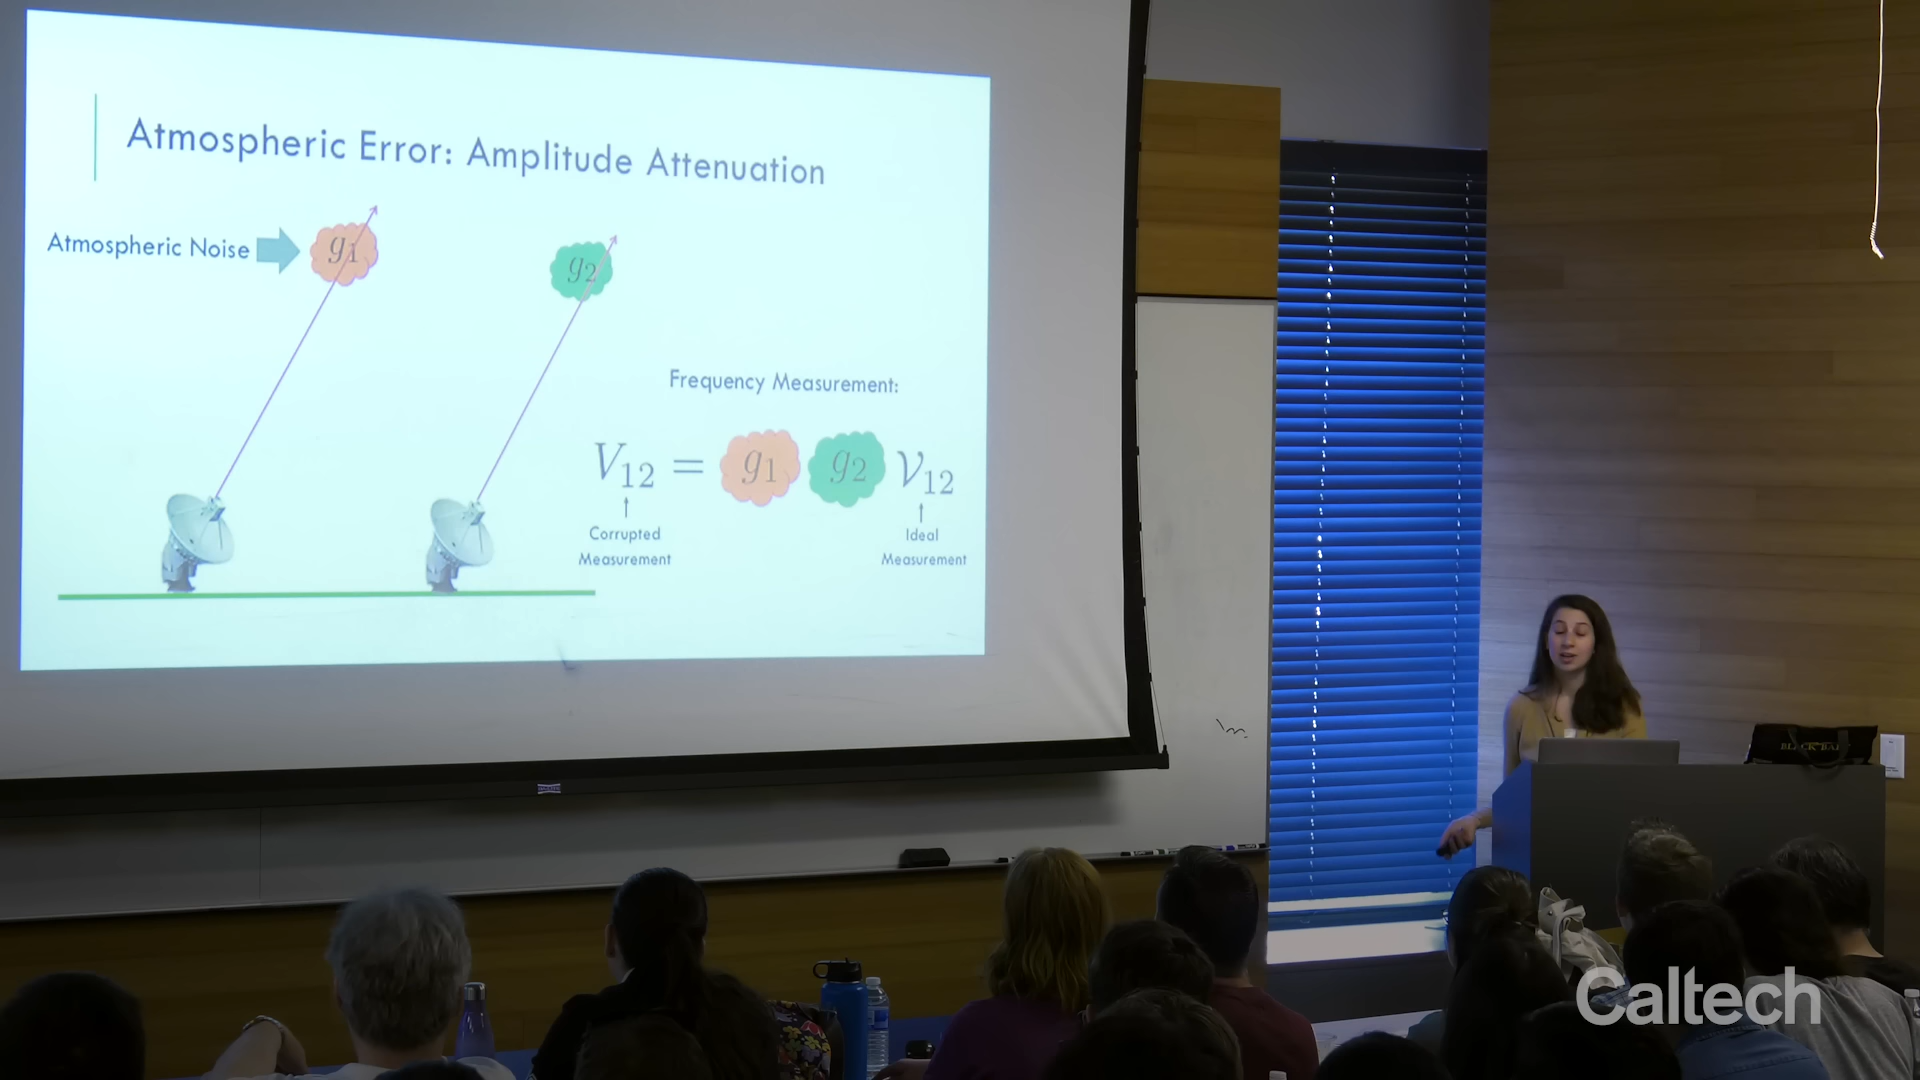 Atmospheric Error: Amplitude Attenuation
Atmospheric Noise
g1
g2
Frequency Measurement:
V12 = g1 g2 𝒱12
Corrupted
Measurement
Ideal
Measurement
Caltech